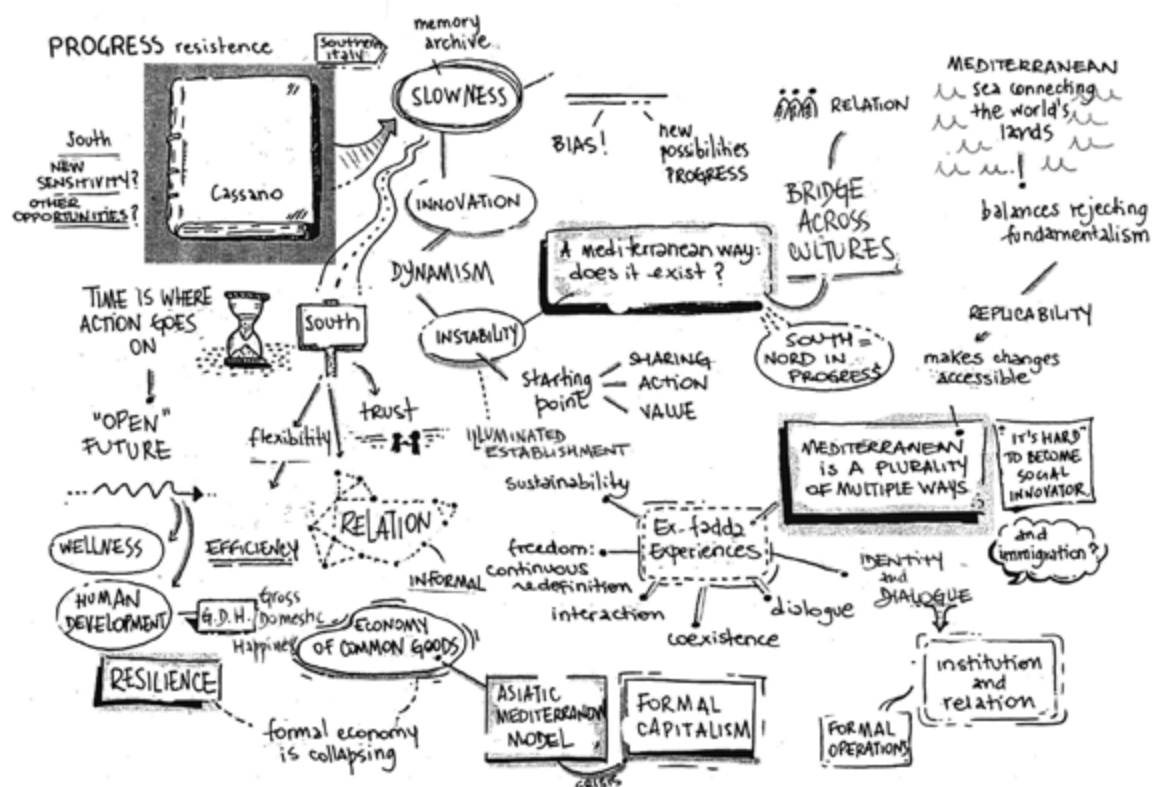 PROGRESS resistence
Southern
italy
memory
archive
SLOWNESS
South
NEW
SENSITIVITY?
OTHER
OPPORTUNITIES?
Cassano
INNOVATION
DYNAMISM
INSTABILITY
BIAS!
new
possibilities
PROGRESS
RELATION
BRIDGE
ACROSS
CULTURES
MEDITERRANEAN
sea connecting
the world's
lands
balances rejecting
fundamentalism
REPLICABILITY
makes changes
accessible
A mediterranean way:
does it exist?
SOUTH =
NORD IN
PROGRESS
TIME IS WHERE
ACTION GOES
ON
"OPEN"
FUTURE
South
flexibility
trust
starting
point
SHARING
ACTION
VALUE
ILLUMINATED
ESTABLISHMENT
MEDITERRANEAN
IS A PLURALITY
OF MULTIPLE WAYS
"IT'S HARD"
TO BECOME
SOCIAL
INNOVATOR
and
immigration?
WELLNESS
EFFICIENCY
RELATION
INFORMAL
HUMAN
DEVELOPMENT
G.D.H.
Gross
Domestic
Happines
ECONOMY
OF COMMON GOODS
RESILIENCE
formal economy
is collapsing
sustainability
Ex-fadda
Experiences
freedom:
continuous
redefinition
interaction
coexistence
dialogue
IDENTITY
and
DIALOGUE
institution
and
relation
FORMAL
OPERATIONS
ASIATIC
MEDITERRANEAN
MODEL
FORMAL
CAPITALISM
CRISIS